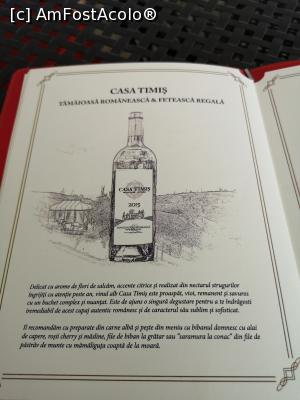 [c] AmFostAcolo®
CASA TIMIȘ
TĂMÂIOASĂ ROMÂNEASCĂ & FETEASCĂ REGALĂ
CASA TIMIȘ
2015
Delicat cu arome de flori de salcâm, accente citrice și realizat din nectarul strugurilor
îngrijiți cu atenție peste an, vinul alb Casa Timiș este proaspăt, vioi, remanent și savuros
cu un buchet complex și nuanțat. Este de ajuns o singură degustare pentru a te îndrăgosti
iremediabil de acest cupaj autentic românesc și de caracterul său sublim și sofisticat.
Îl recomandăm cu preparate din carne albă și pește din meniu ca bibanul domnesc cu alai
de capere, roșii cherry și măsline, file de biban la grătar sau "saramura la conac" din file de
păstrăv de munte cu mămăliguța coaptă de la moară.